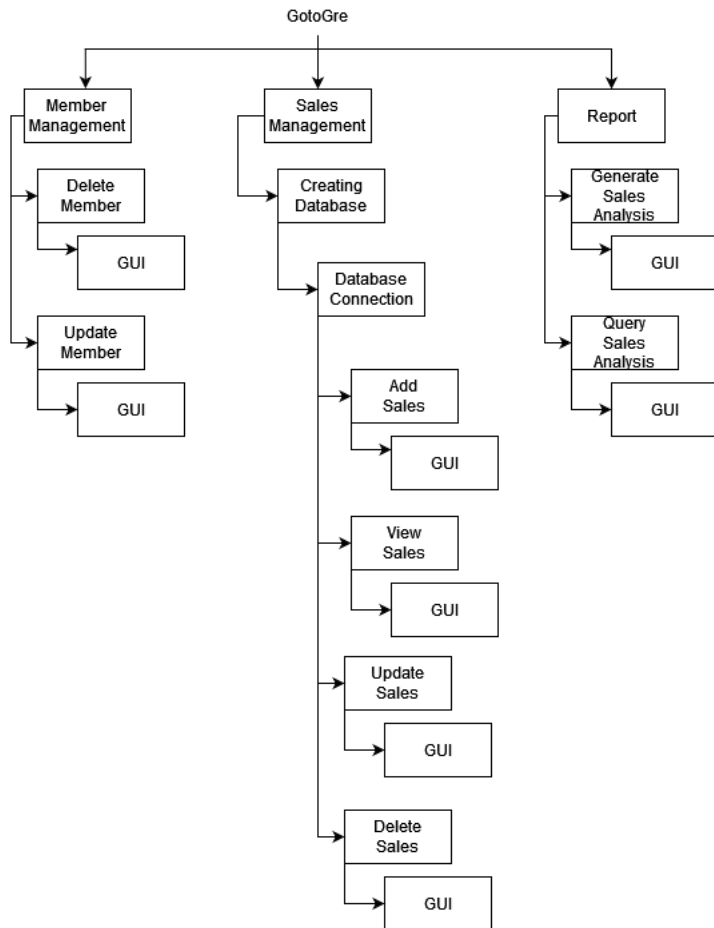 GotoGre
Member
Management
Sales
Management
Report
Delete
Member
GUI
Update
Member
GUI
Creating
Database
Database
Connection
Add
Sales
GUI
View
Sales
GUI
Update
Sales
GUI
Delete
Sales
GUI
Generate
Sales
Analysis
GUI
Query
Sales
Analysis
GUI